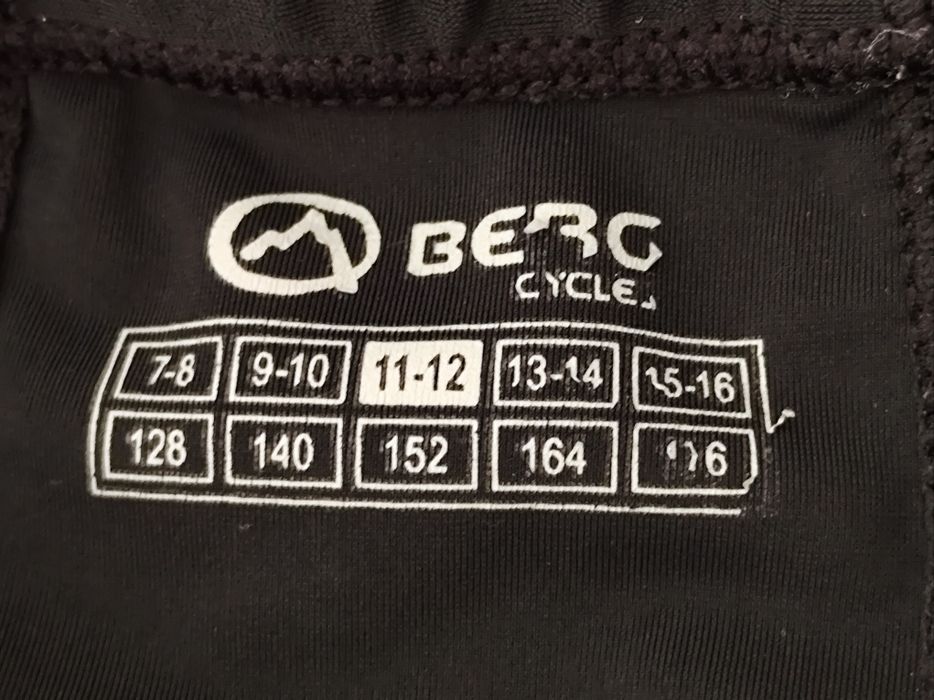 BERG
CYCLE
7-8 9-10 11-12 13-14 15-16
128 140 152 164